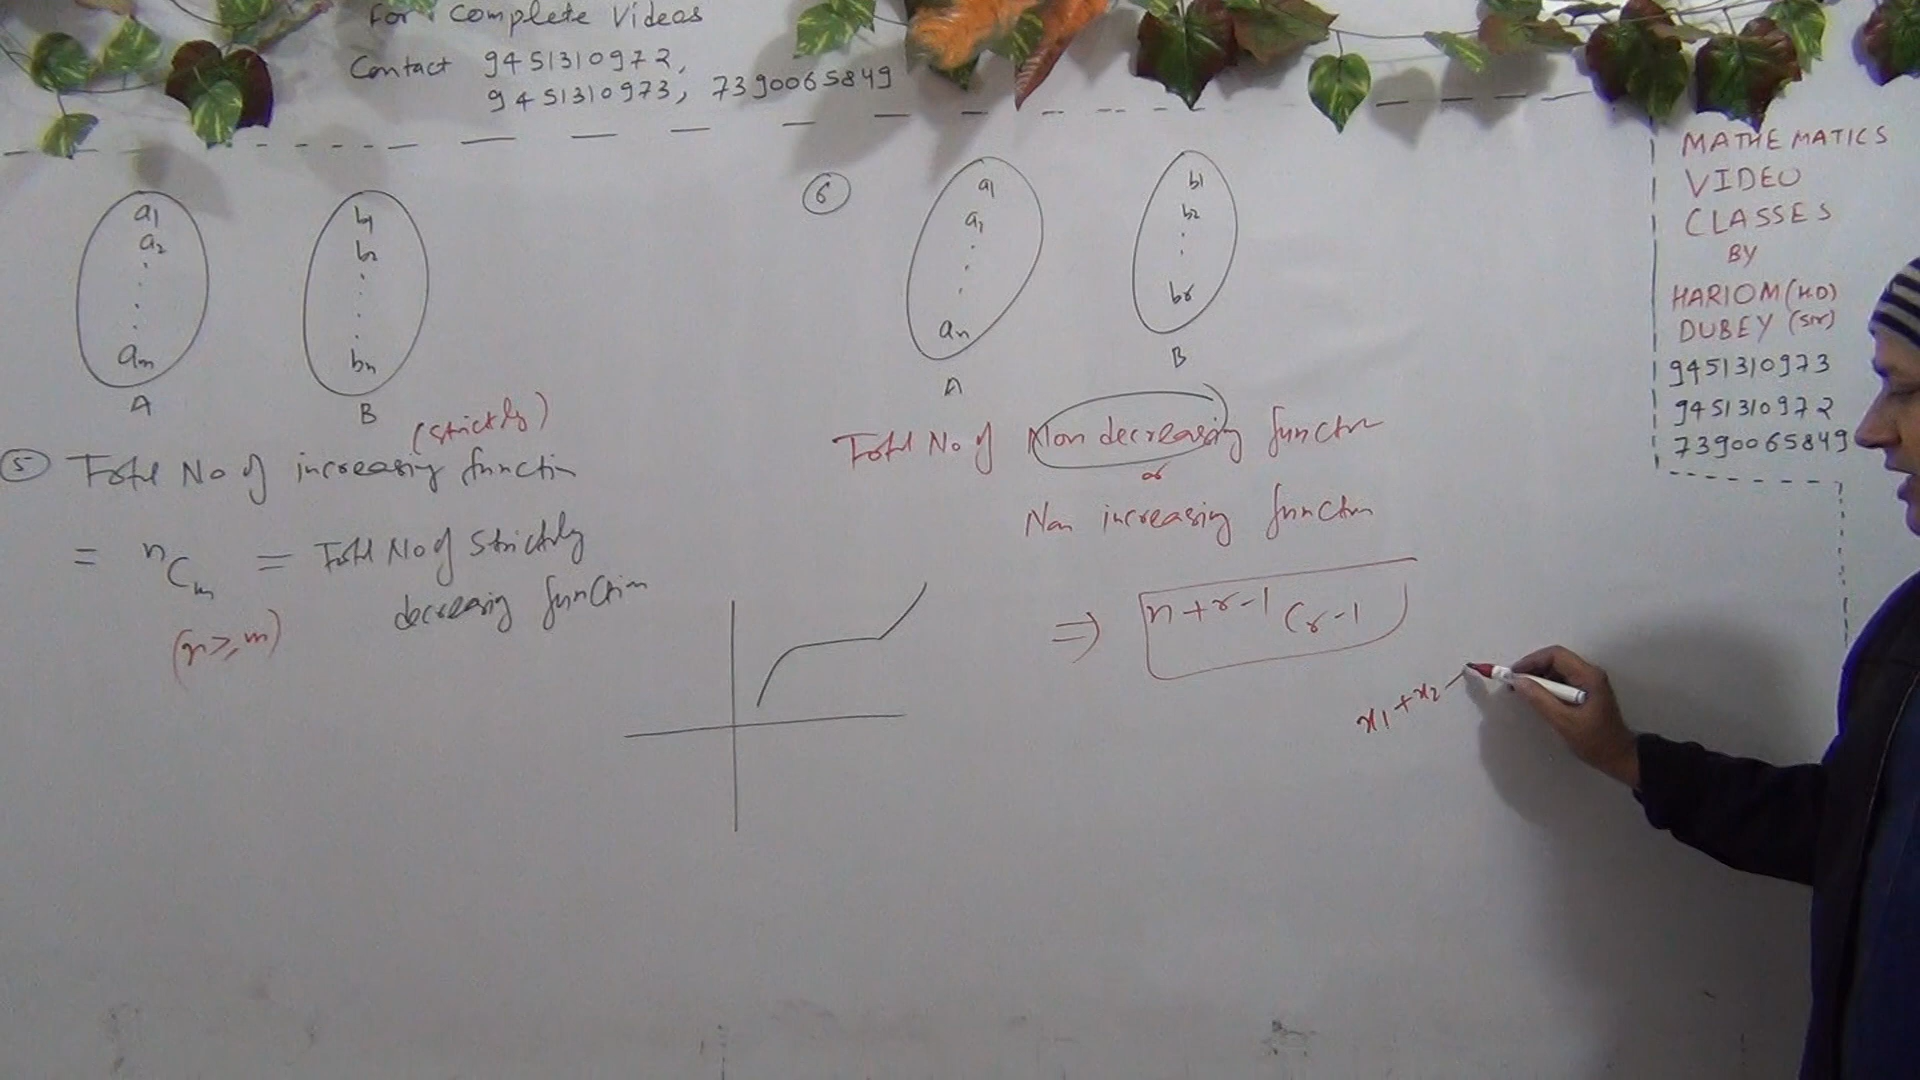 For Complete Videos
Contact 9451310972,
9451310973, 7390065849
MATHEMATICS
VIDEO
CLASSES
BY
HARIOM (H.D)
DUBEY (Sir)
9451310973
9451310972
7390065849
a1
a2
am
A
b1
b2
bn
B
(strictly)
5 Total No of increasing function
= nCm = Total No of strictly
decreasing function
(n≥m)
6
a1
a2
an
A
b1
b2
br
B
Total No of Non decreasing function
or
Non increasing function
⇒ n+r-1 Cr-1
x1+x2